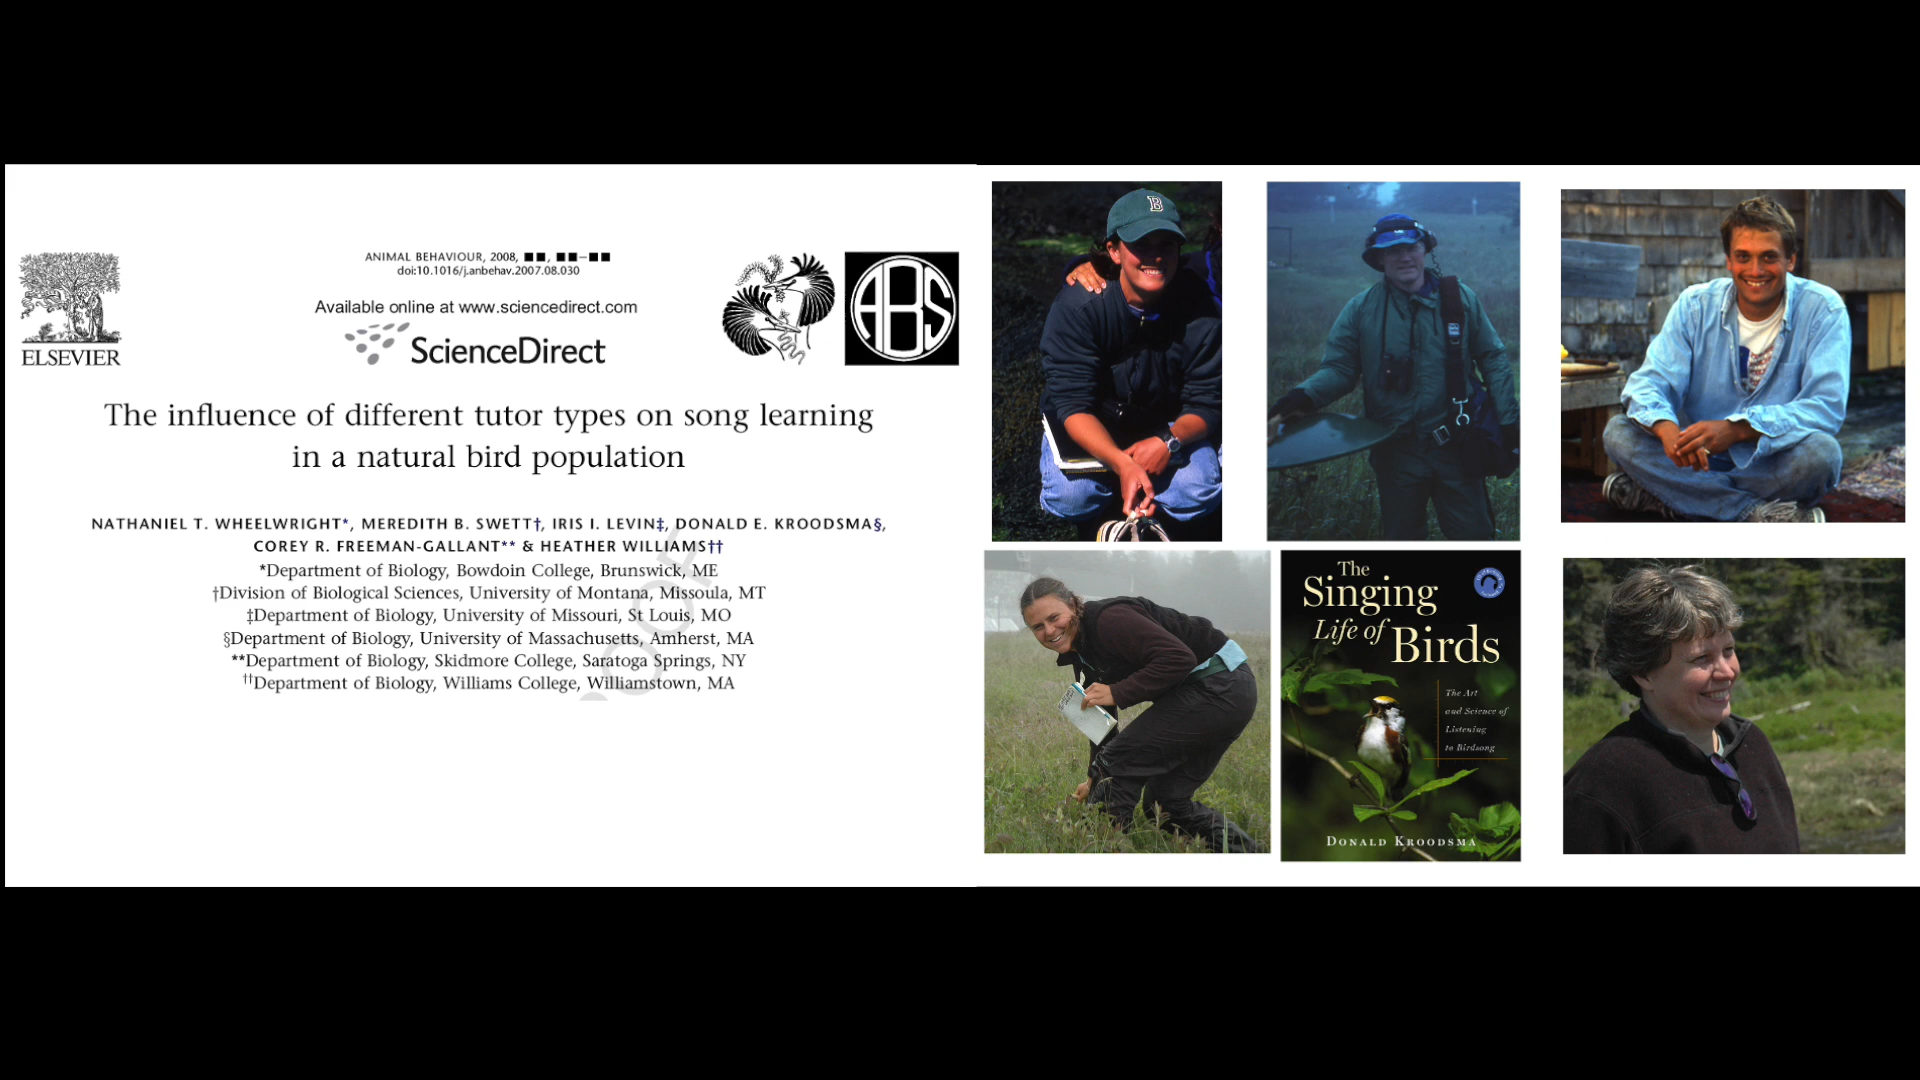 ELSEVIER
ANIMAL BEHAVIOUR, 2008, ■■, ■■–■■
doi:10.1016/j.anbehav.2007.08.030
Available online at www.sciencedirect.com
ScienceDirect
ABS
The influence of different tutor types on song learning
in a natural bird population
NATHANIEL T. WHEELWRIGHT*, MEREDITH B. SWETT†, IRIS I. LEVIN‡, DONALD E. KROODSMA§,
COREY R. FREEMAN-GALLANT** & HEATHER WILLIAMS††
*Department of Biology, Bowdoin College, Brunswick, ME
†Division of Biological Sciences, University of Montana, Missoula, MT
‡Department of Biology, University of Missouri, St Louis, MO
§Department of Biology, University of Massachusetts, Amherst, MA
**Department of Biology, Skidmore College, Saratoga Springs, NY
††Department of Biology, Williams College, Williamstown, MA
B
The
Singing
Life of
Birds
The Art
and Science of
Listening
to Birdsong
DONALD KROODSMA